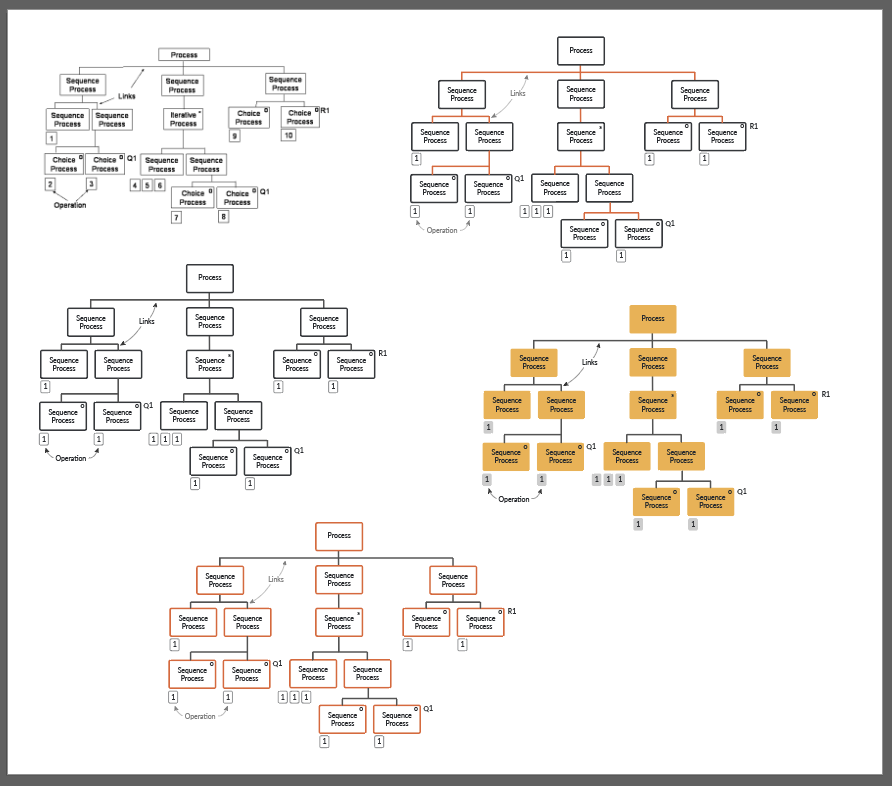 Process
Sequence
Process
Sequence
Process
Sequence
Process
Links
Sequence
Process
Sequence
Process
Iterative *
Process
Choice o
Process
Choice o
Process
R1
1
9
10
Choice o
Process
Choice o
Process
Q1
Sequence
Process
Sequence
Process
2
3
4 5 6
Choice o
Process
Choice o
Process
Q1
Operation
7
8
Process
Sequence
Process
Sequence
Process
Sequence
Process
Links
Sequence
Process
Sequence
Process
Sequence *
Process
Sequence o
Process
Sequence o
Process
R1
1
1
1
Sequence o
Process
Sequence o
Process
Q1
Sequence
Process
Sequence
Process
1
1
1 1 1
Operation
Sequence o
Process
Sequence o
Process
Q1
1
1
Process
Sequence
Process
Sequence
Process
Sequence
Process
Links
Sequence
Process
Sequence
Process
Sequence *
Process
Sequence o
Process
Sequence o
Process
R1
1
1
1
Sequence o
Process
Sequence o
Process
Q1
Sequence
Process
Sequence
Process
1
1
1 1 1
Operation
Sequence o
Process
Sequence o
Process
Q1
1
1
Process
Sequence
Process
Sequence
Process
Sequence
Process
Links
Sequence
Process
Sequence
Process
Sequence *
Process
Sequence o
Process
Sequence o
Process
R1
1
1
1
Sequence o
Process
Sequence o
Process
Q1
Sequence
Process
Sequence
Process
1
1
1 1 1
Operation
Sequence o
Process
Sequence o
Process
Q1
1
1
Process
Sequence
Process
Sequence
Process
Sequence
Process
Links
Sequence
Process
Sequence
Process
Sequence *
Process
Sequence o
Process
Sequence o
Process
R1
1
1
1
Sequence o
Process
Sequence o
Process
Q1
Sequence
Process
Sequence
Process
1
1
1 1 1
Operation
Sequence o
Process
Sequence o
Process
Q1
1
1